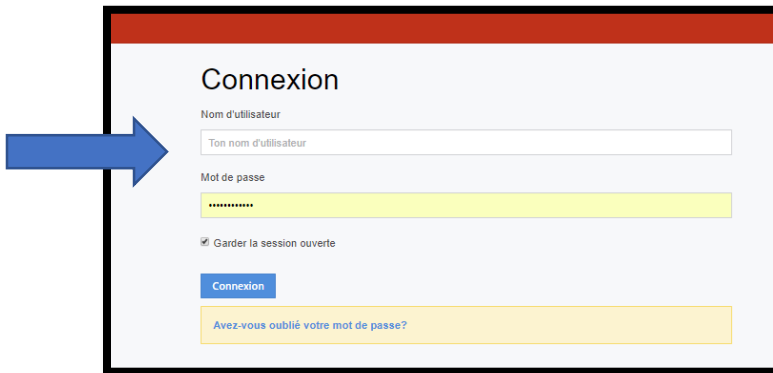 Connexion
Nom d'utilisateur
Ton nom d'utilisateur
Mot de passe
••••••••••••
Garder la session ouverte
Connexion
Avez-vous oublié votre mot de passe?